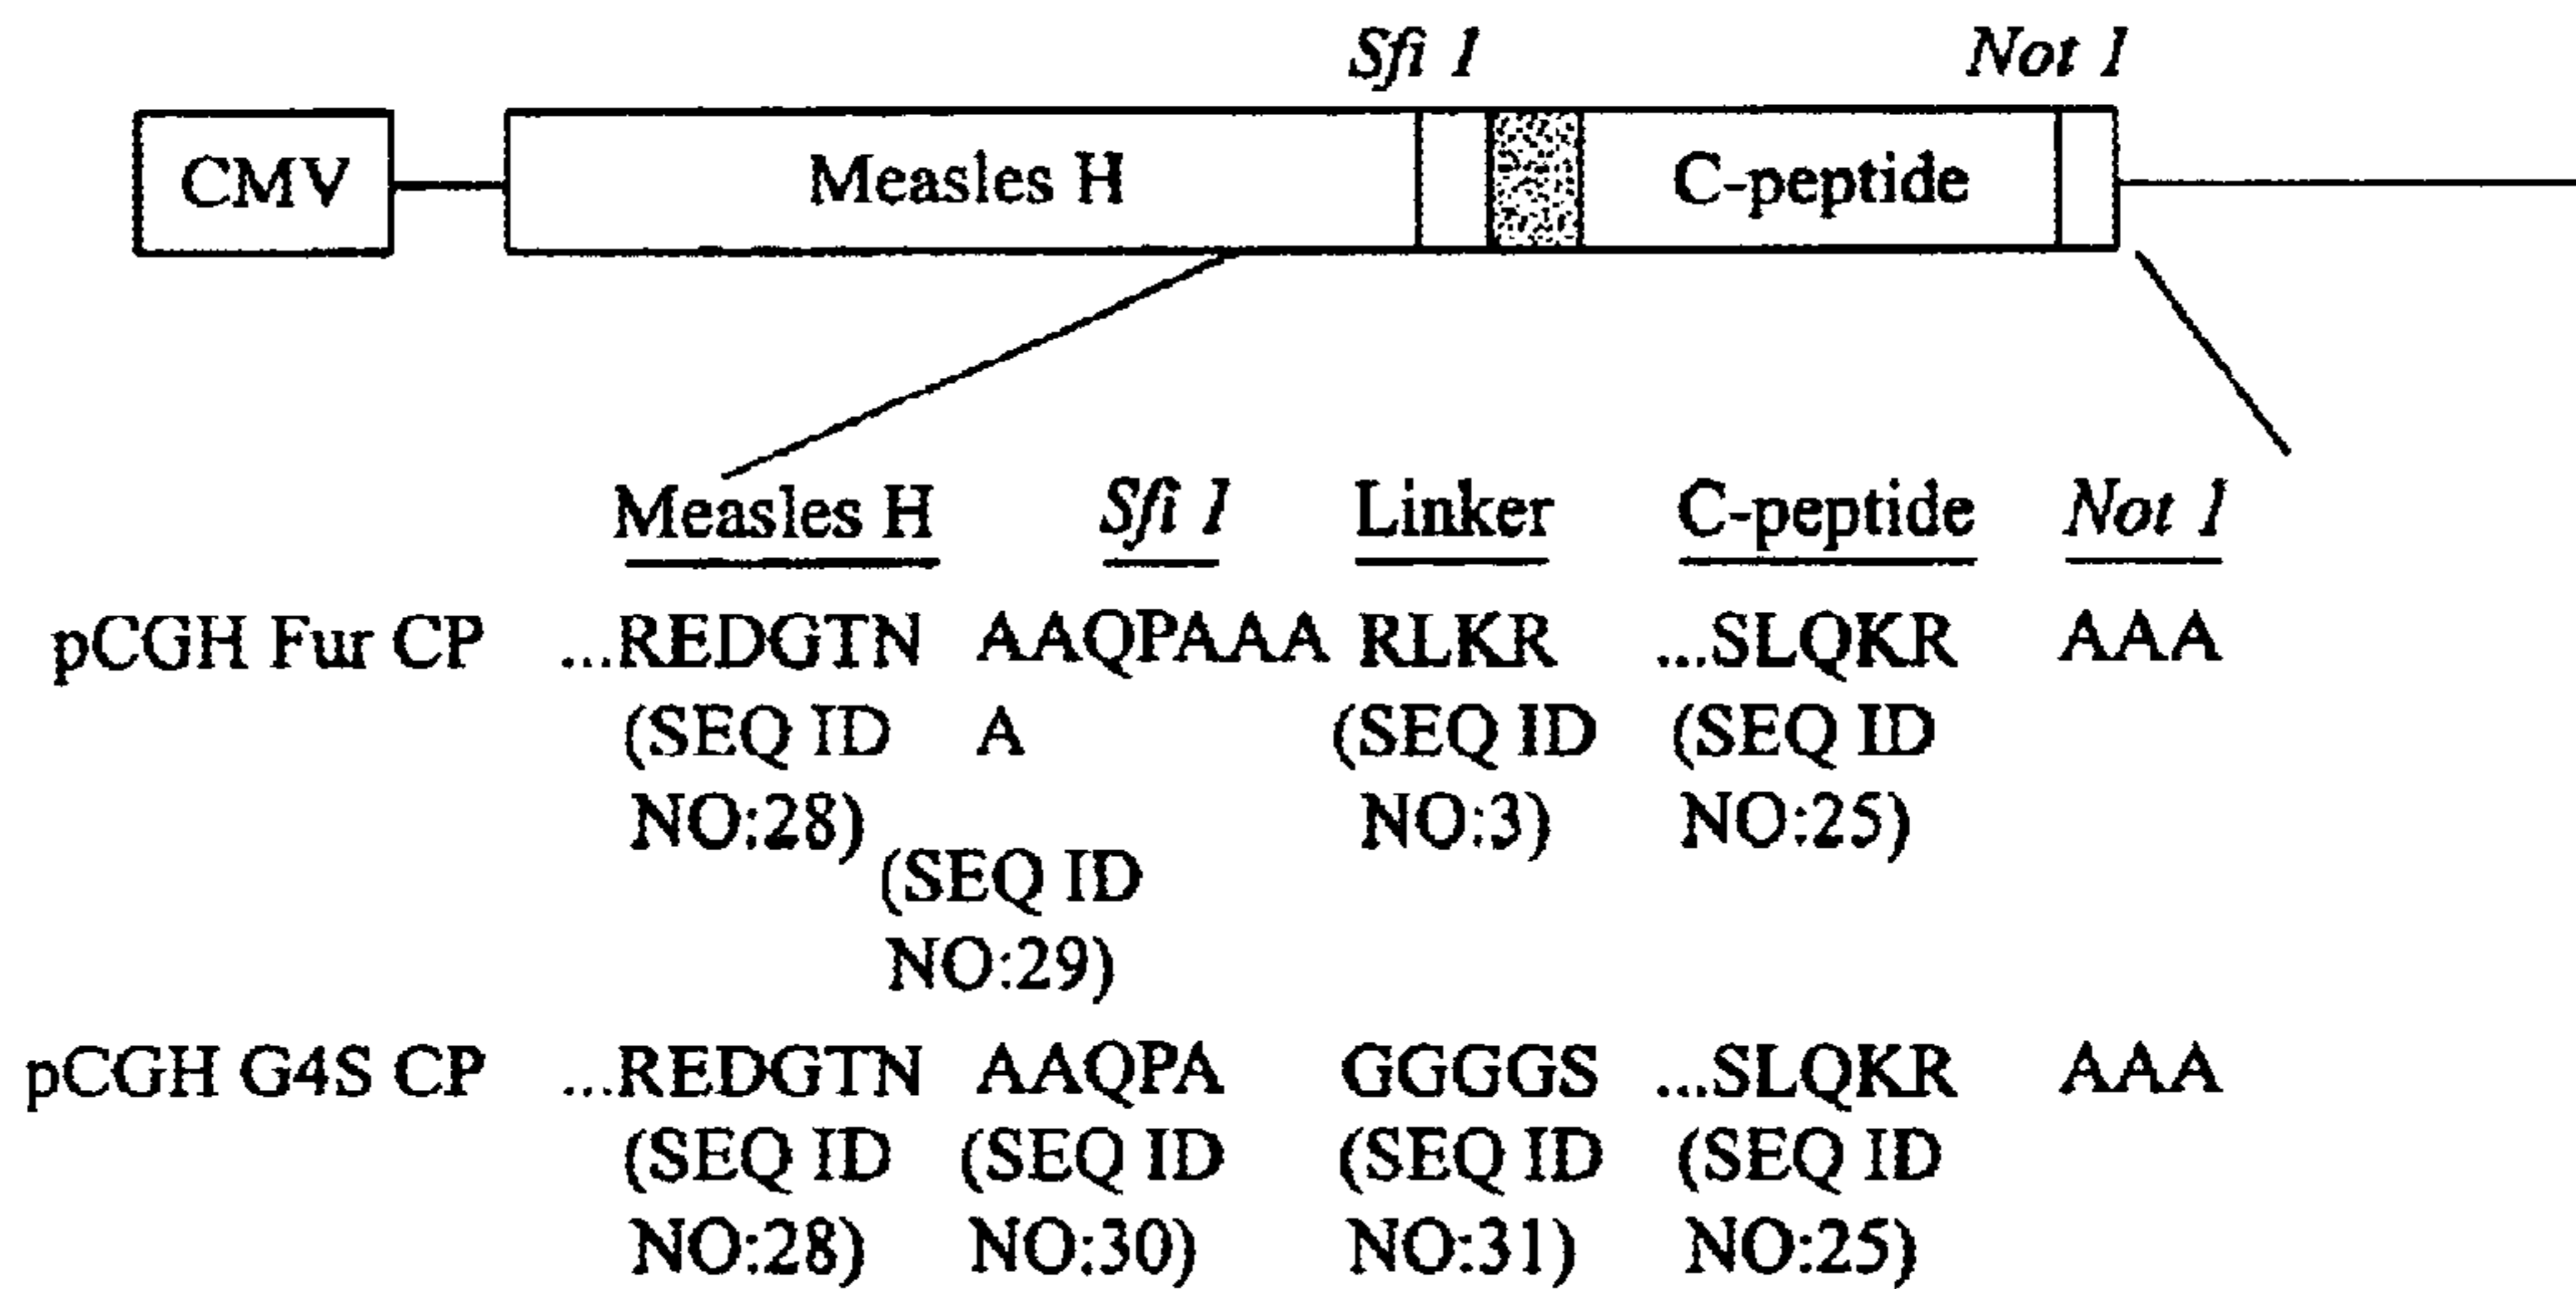 Sfi I Not I
CMV Measles H C-peptide
Measles H Sfi I Linker C-peptide Not I
pCGH Fur CP ...REDGTN AAQPAAA RLKR ...SLQKR AAA
(SEQ ID A (SEQ ID (SEQ ID
NO:28) NO:3) NO:25)
(SEQ ID
NO:29)
pCGH G4S CP ...REDGTN AAQPA GGGGS ...SLQKR AAA
(SEQ ID (SEQ ID (SEQ ID (SEQ ID
NO:28) NO:30) NO:31) NO:25)